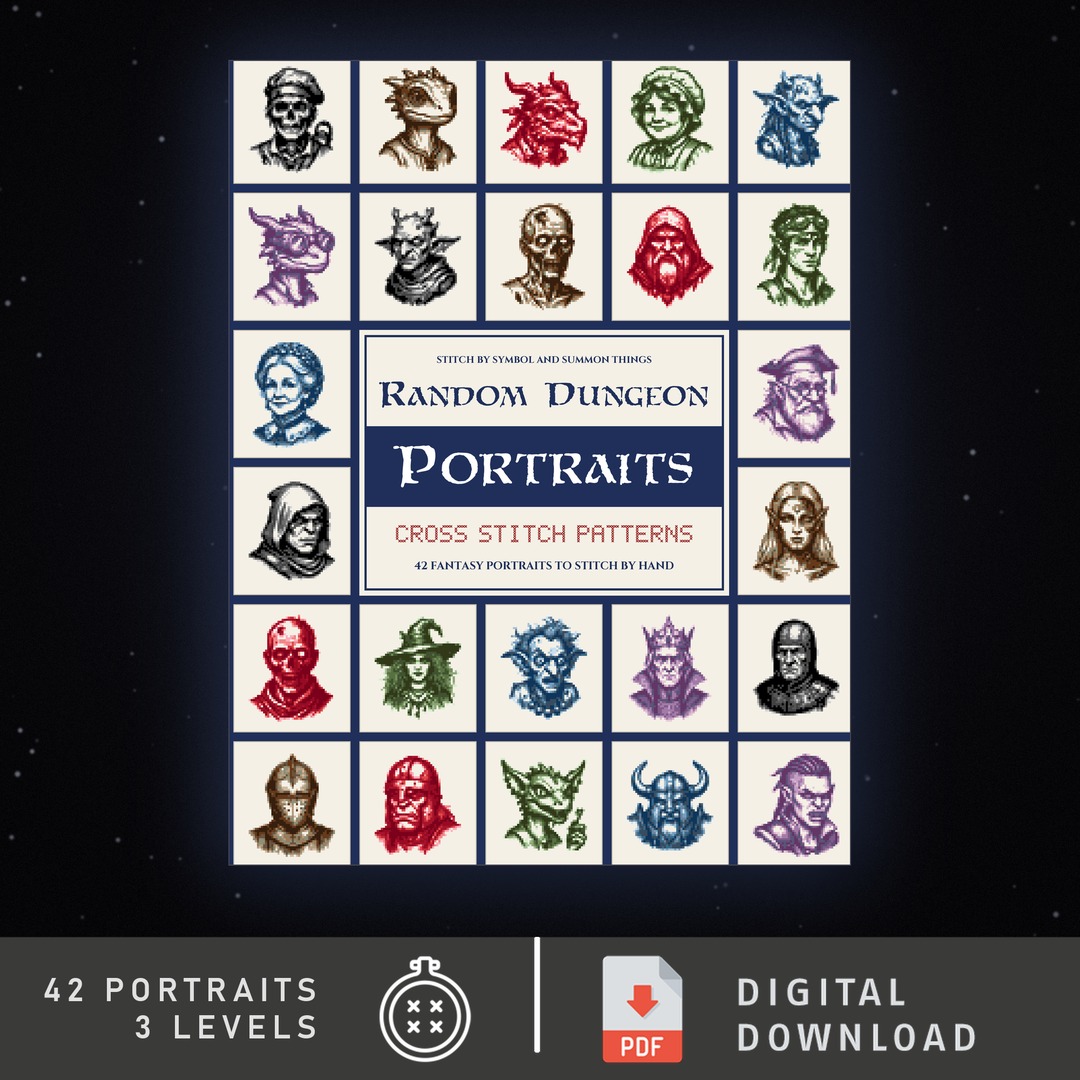 STITCH BY SYMBOL AND SUMMON THINGS
RANDOM DUNGEON
PORTRAITS
CROSS STITCH PATTERNS
42 FANTASY PORTRAITS TO STITCH BY HAND
42 PORTRAITS
3 LEVELS
PDF
DIGITAL
DOWNLOAD